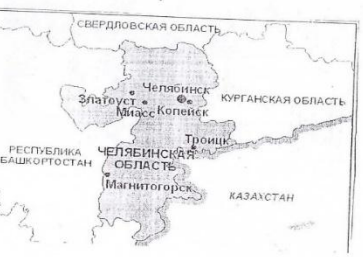 СВЕРДЛОВСКАЯ ОБЛАСТЬ
Челябинск
Златоуст
КУРГАНСКАЯ ОБЛАСТЬ
Миасс
Копейск
Троицк
РЕСПУБЛИКА
БАШКОРТОСТАН
ЧЕЛЯБИНСКАЯ
ОБЛАСТЬ
Магнитогорск
КАЗАХСТАН